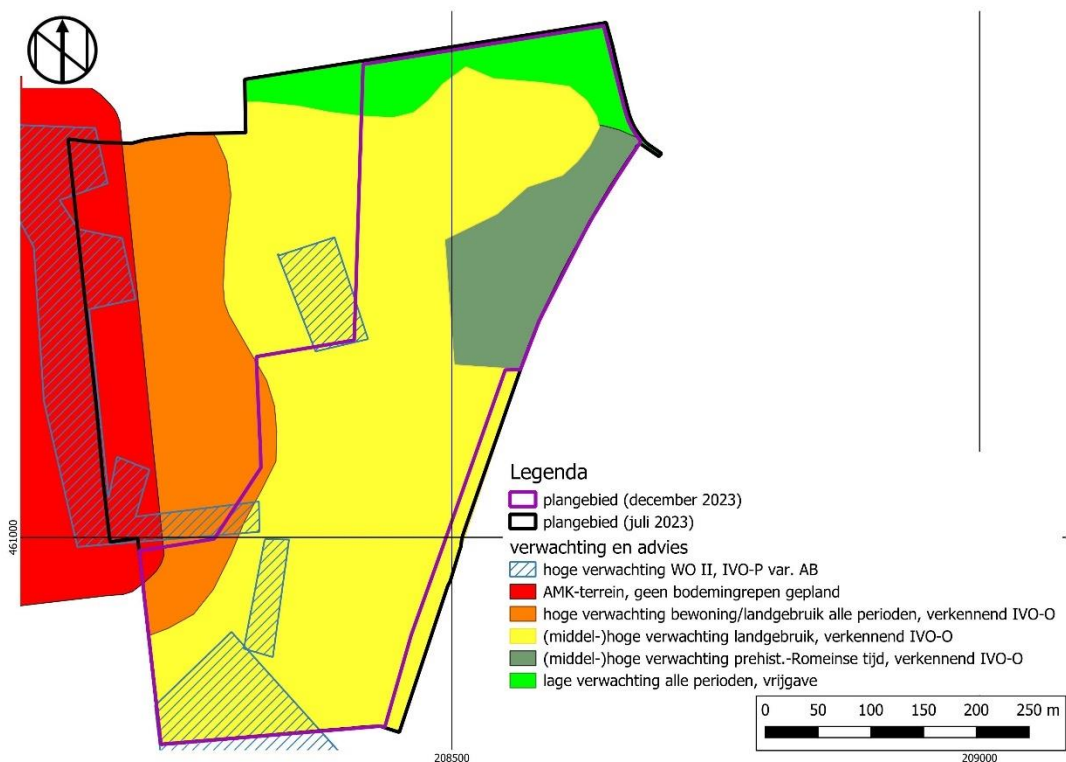 Legenda
plangebied (december 2023)
plangebied (juli 2023)
verwachting en advies
hoge verwachting WO II, IVO-P var. AB
AMK-terrein, geen bodemingrepen gepland
hoge verwachting bewoning/landgebruik alle perioden, verkennend IVO-O
(middel-)hoge verwachting landgebruik, verkennend IVO-O
(middel-)hoge verwachting prehist.-Romeinse tijd, verkennend IVO-O
lage verwachting alle perioden, vrijgave
0 50 100 150 200 250 m
461000
208500
209000